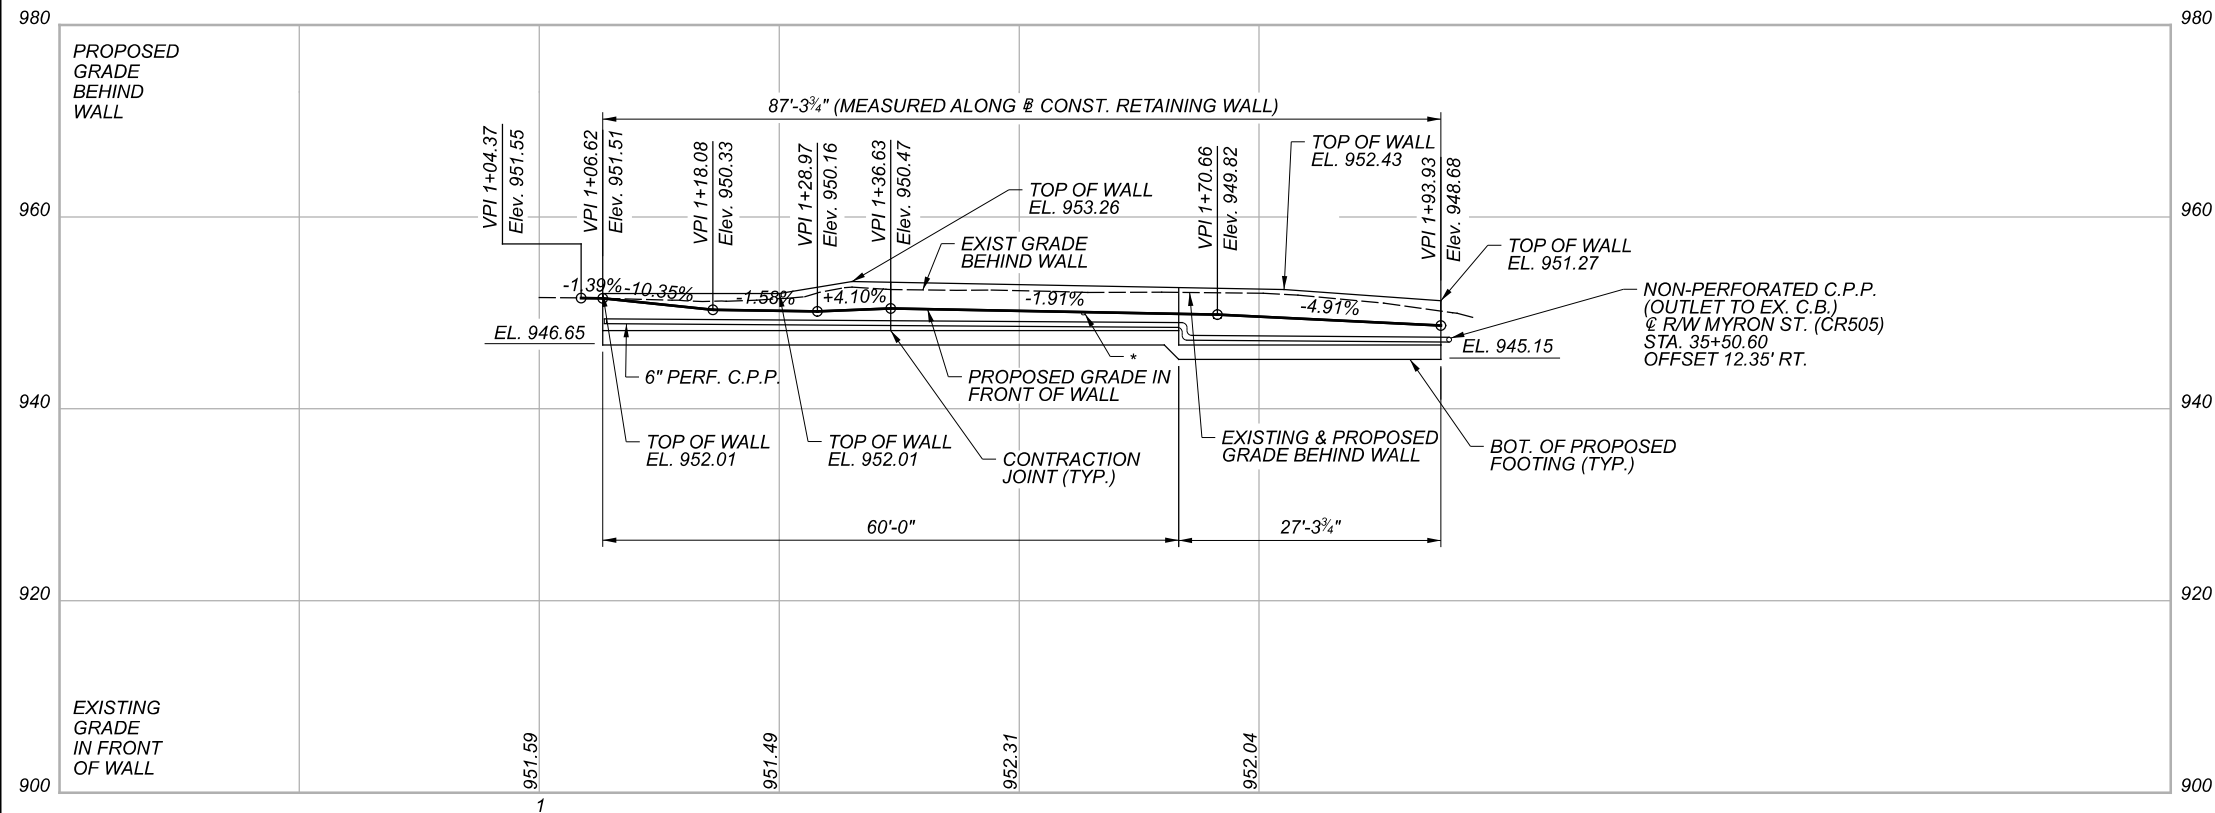 980
980
PROPOSED
GRADE
BEHIND
WALL
87'-3¾" (MEASURED ALONG ⅊ CONST. RETAINING WALL)
VPI 1+04.37
Elev. 951.55
VPI 1+06.62
Elev. 951.51
VPI 1+18.08
Elev. 950.33
VPI 1+28.97
Elev. 950.16
VPI 1+36.63
Elev. 950.47
VPI 1+70.66
Elev. 949.82
VPI 1+93.93
Elev. 948.68
TOP OF WALL
EL. 952.43
TOP OF WALL
EL. 953.26
960
960
EXIST GRADE
BEHIND WALL
TOP OF WALL
EL. 951.27
-1.39%
-10.35%
-1.58%
+4.10%
-1.91%
-4.91%
NON-PERFORATED C.P.P.
(OUTLET TO EX. C.B.)
℄ R/W MYRON ST. (CR505)
STA. 35+50.60
OFFSET 12.35' RT.
EL. 946.65
EL. 945.15
*
6" PERF. C.P.P.
PROPOSED GRADE IN
FRONT OF WALL
940
940
TOP OF WALL
EL. 952.01
TOP OF WALL
EL. 952.01
CONTRACTION
JOINT (TYP.)
EXISTING & PROPOSED
GRADE BEHIND WALL
BOT. OF PROPOSED
FOOTING (TYP.)
60'-0"
27'-3¾"
920
920
EXISTING
GRADE
IN FRONT
OF WALL
951.59
951.49
952.31
952.04
900
900
1